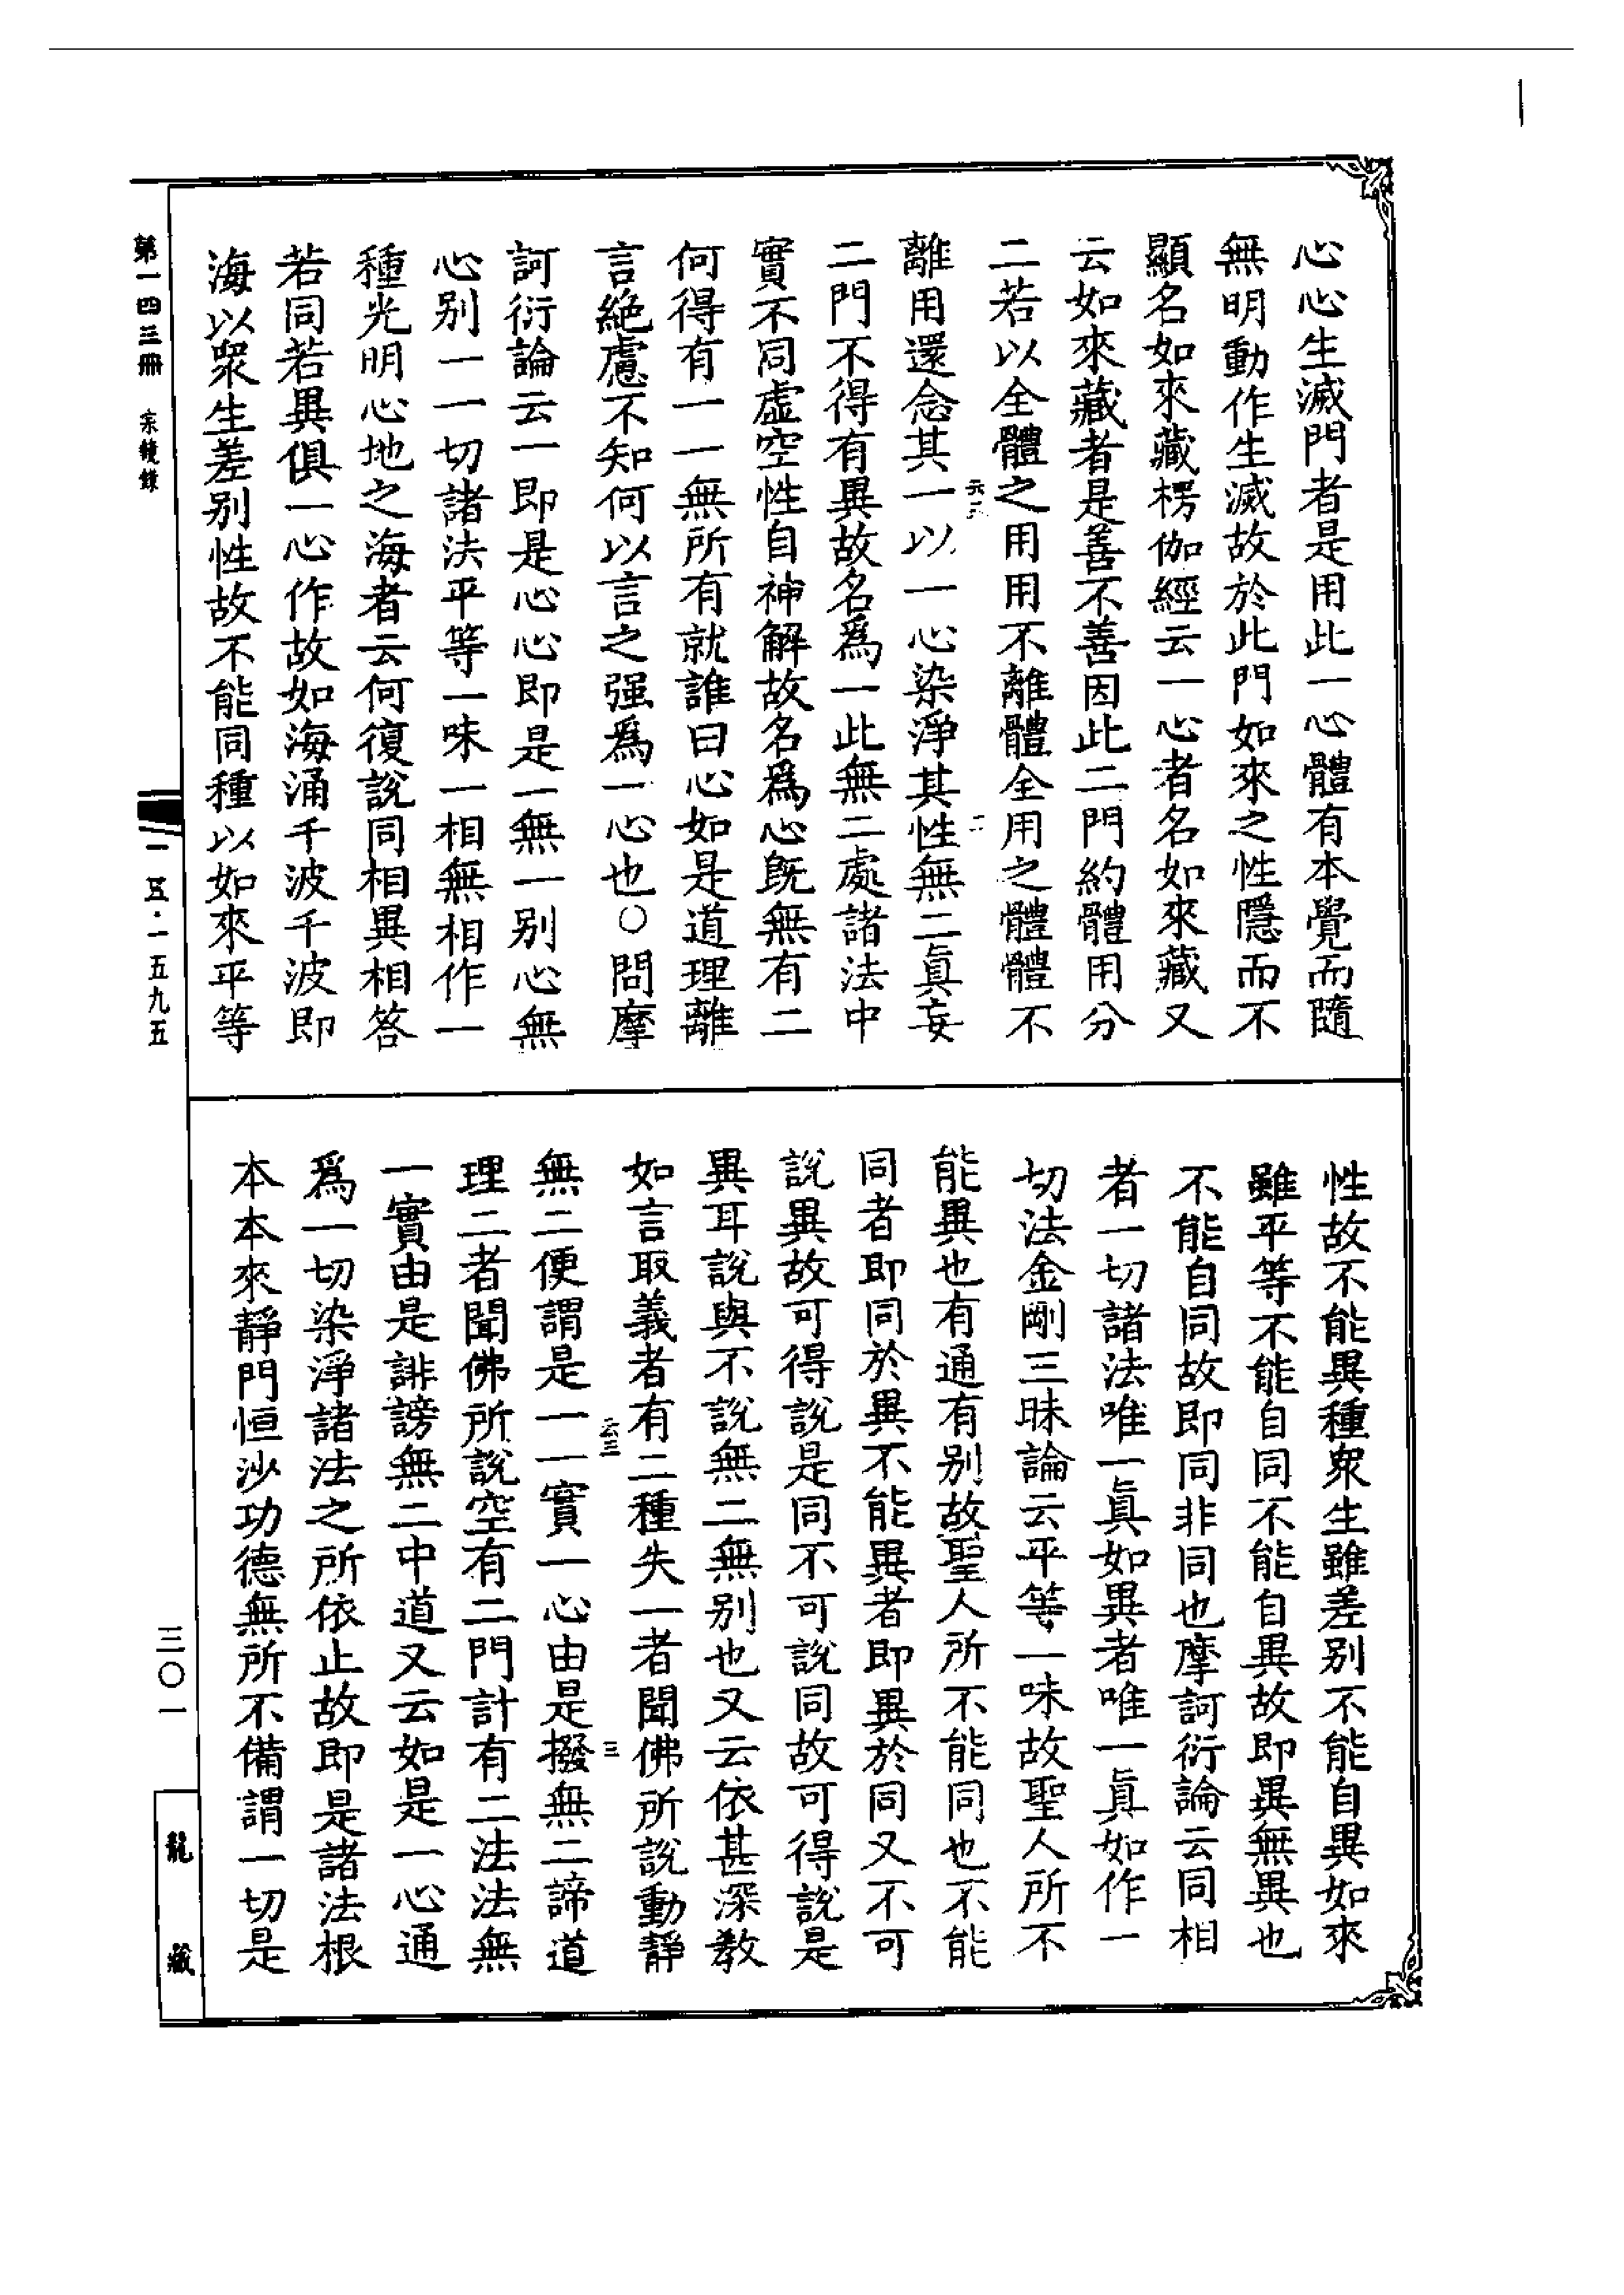 心心生滅門者是用此一心體有本覺而隨
無明動作生滅故於此門如來之性隱而不
顯名如來藏楞伽經云一心者名如來藏又
云如來藏者是善不善因此二門約體用分
二若以全體之用用不離體全用之體體不
離用還念其一以一心染淨其性無二眞妄
二門不得有異故名爲一此無二處諸法中
實不同虛空性自神解故名爲心旣無有二
何得有一一無所有就誰曰心如是道理離
言絕慮不知何以言之强爲一心也○問摩
訶衍論云一即是心心即是一無一别心無
心别一一切諸法平等一味一相無相作一
種光明心地之海者云何復說同相異相答
若同若異俱一心作故如海涌千波千波即
海以衆生差别性故不能同種以如來平等
性故不能異種衆生雖差别不能自異如來
雖平等不能自同不能自異故即異無異也
不能自同故即同非同也摩訶衍論云同相
者一切諸法唯一眞如異者唯一眞如作一
切法金剛三昧論云平等一味故聖人所不
能異也有通有别故聖人所不能同也不能
同者即同於異不能異者即異於同又不可
說異故可得說是同不可說同故可得說是
異耳說與不說無二無别也又云依甚深教
如言取義者有二種失一者聞佛所說動靜
無二便謂是一一實一心由是撥無二諦道
理二者聞佛所說空有二門計有二法法無
一實由是誹謗無二中道又云如是一心通
爲一切染淨諸法之所依止故即是諸法根
本本來靜門恒沙功德無所不備謂一切是
二
云三
三
第一四三冊 宗鏡錄
一五·一五九五
三〇一
龍藏